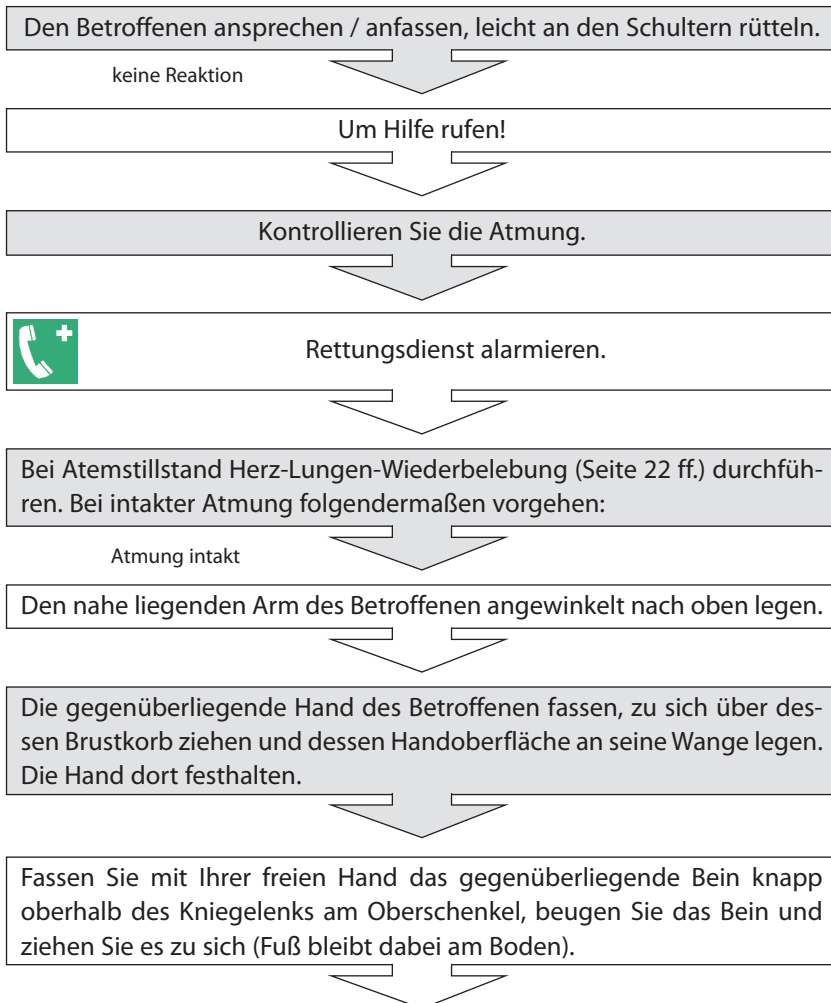 Den Betroffenen ansprechen / anfassen, leicht an den Schultern rütteln.
keine Reaktion
Um Hilfe rufen!
Kontrollieren Sie die Atmung.
Rettungsdienst alarmieren.
Bei Atemstillstand Herz-Lungen-Wiederbelebung (Seite 22 ff.) durchfüh-
ren. Bei intakter Atmung folgendermaßen vorgehen:
Atmung intakt
Den nahe liegenden Arm des Betroffenen angewinkelt nach oben legen.
Die gegenüberliegende Hand des Betroffenen fassen, zu sich über des-
sen Brustkorb ziehen und dessen Handoberfläche an seine Wange legen.
Die Hand dort festhalten.
Fassen Sie mit Ihrer freien Hand das gegenüberliegende Bein knapp
oberhalb des Kniegelenks am Oberschenkel, beugen Sie das Bein und
ziehen Sie es zu sich (Fuß bleibt dabei am Boden).